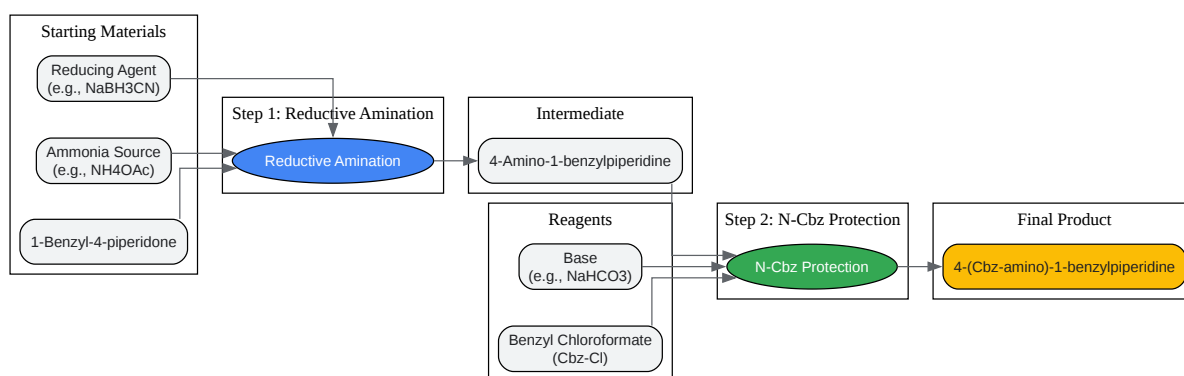 Starting Materials
Reducing Agent
(e.g., NaBH3CN)
Ammonia Source
(e.g., NH4OAc)
1-Benzyl-4-piperidone
Step 1: Reductive Amination
Reductive Amination
Intermediate
4-Amino-1-benzylpiperidine
Reagents
Base
(e.g., NaHCO3)
Benzyl Chloroformate
(Cbz-Cl)
Step 2: N-Cbz Protection
N-Cbz Protection
Final Product
4-(Cbz-amino)-1-benzylpiperidine